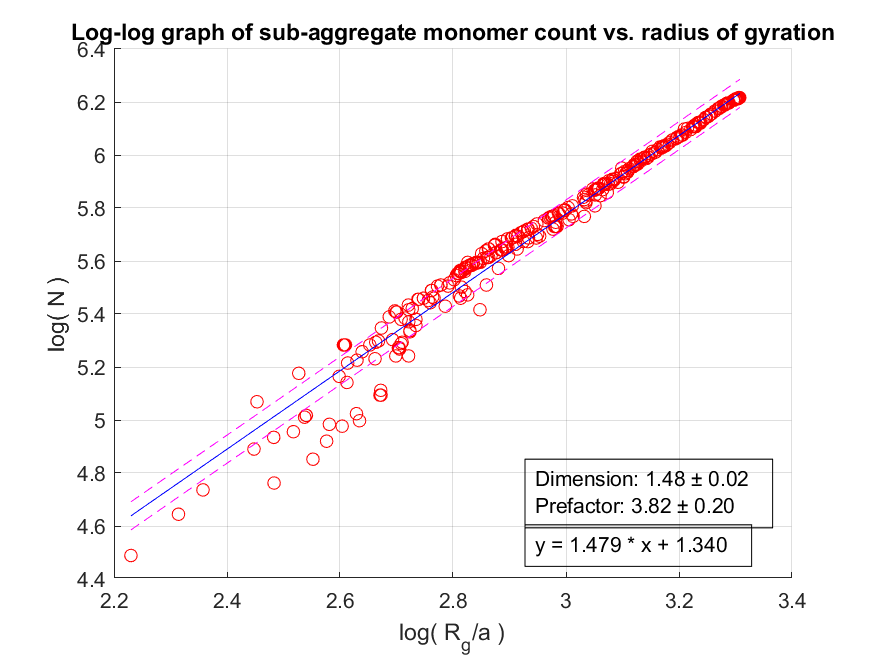 Log-log graph of sub-aggregate monomer count vs. radius of gyration
6.4
6.2
6
5.8
5.6
5.4
5.2
5
4.8
4.6
4.4
log( N )
Dimension: 1.48 ± 0.02
Prefactor: 3.82 ± 0.20
y = 1.479 * x + 1.340
2.2 2.4 2.6 2.8 3 3.2 3.4
log( R_g/a )